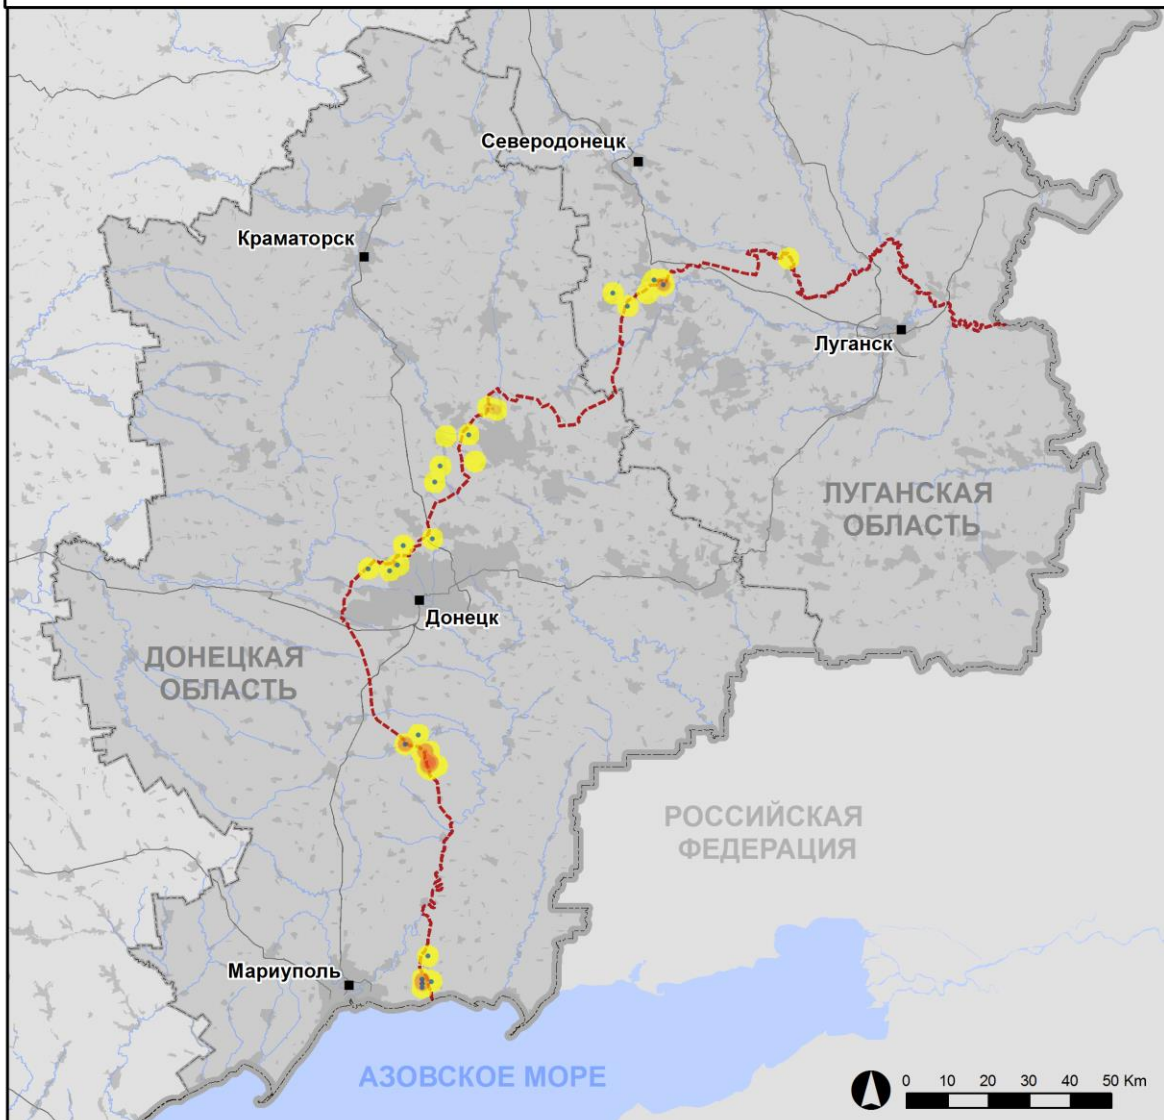 Северодонецк
Краматорск
Луганск
ЛУГАНСКАЯ
ОБЛАСТЬ
Донецк
ДОНЕЦКАЯ
ОБЛАСТЬ
РОССИЙСКАЯ
ФЕДЕРАЦИЯ
Мариуполь
АЗОВСКОЕ МОРЕ
0 10 20 30 40 50 Km